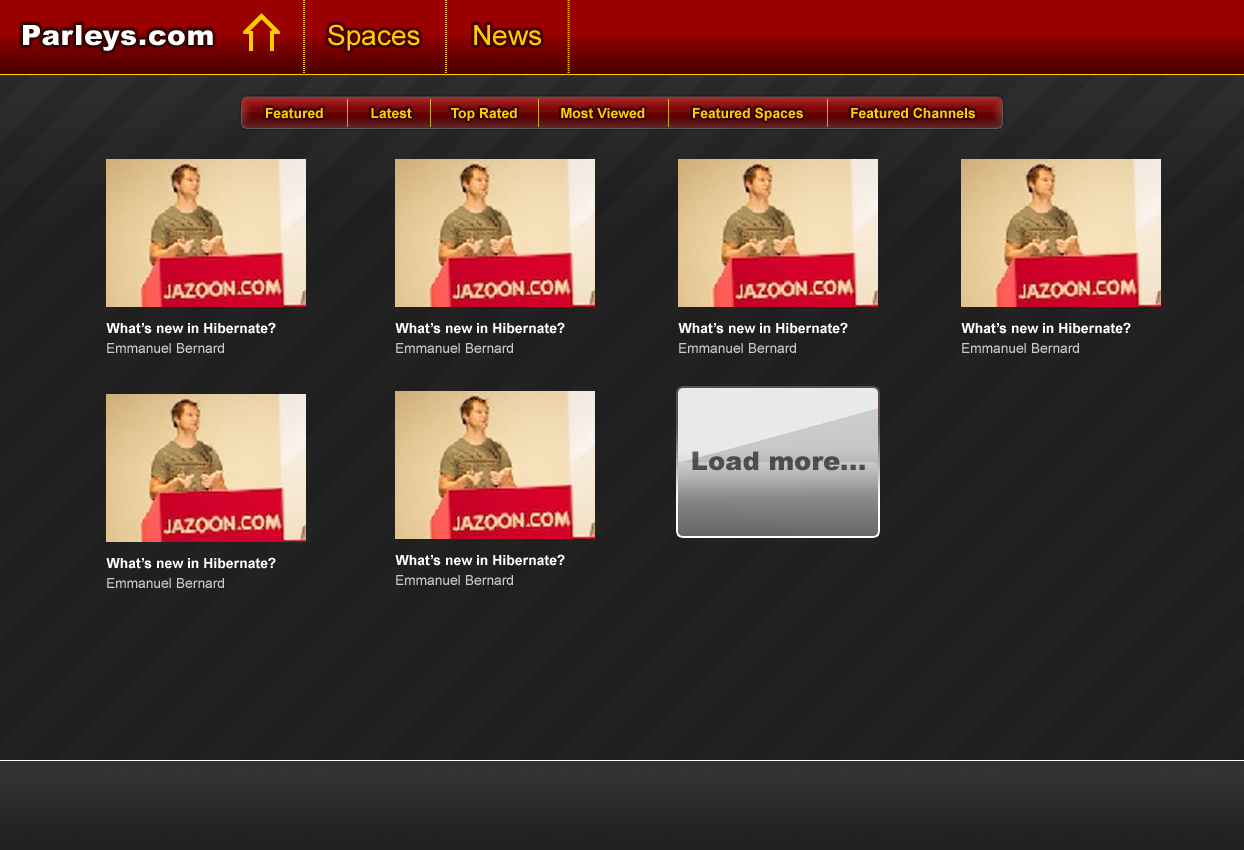 Parleys.com Spaces News
Featured Latest Top Rated Most Viewed Featured Spaces Featured Channels
JAZOON.COM JAZOON.COM JAZOON.COM JAZOON.COM
What’s new in Hibernate? What’s new in Hibernate? What’s new in Hibernate? What’s new in Hibernate?
Emmanuel Bernard Emmanuel Bernard Emmanuel Bernard Emmanuel Bernard
Load more...
JAZOON.COM JAZOON.COM
What’s new in Hibernate? What’s new in Hibernate?
Emmanuel Bernard Emmanuel Bernard